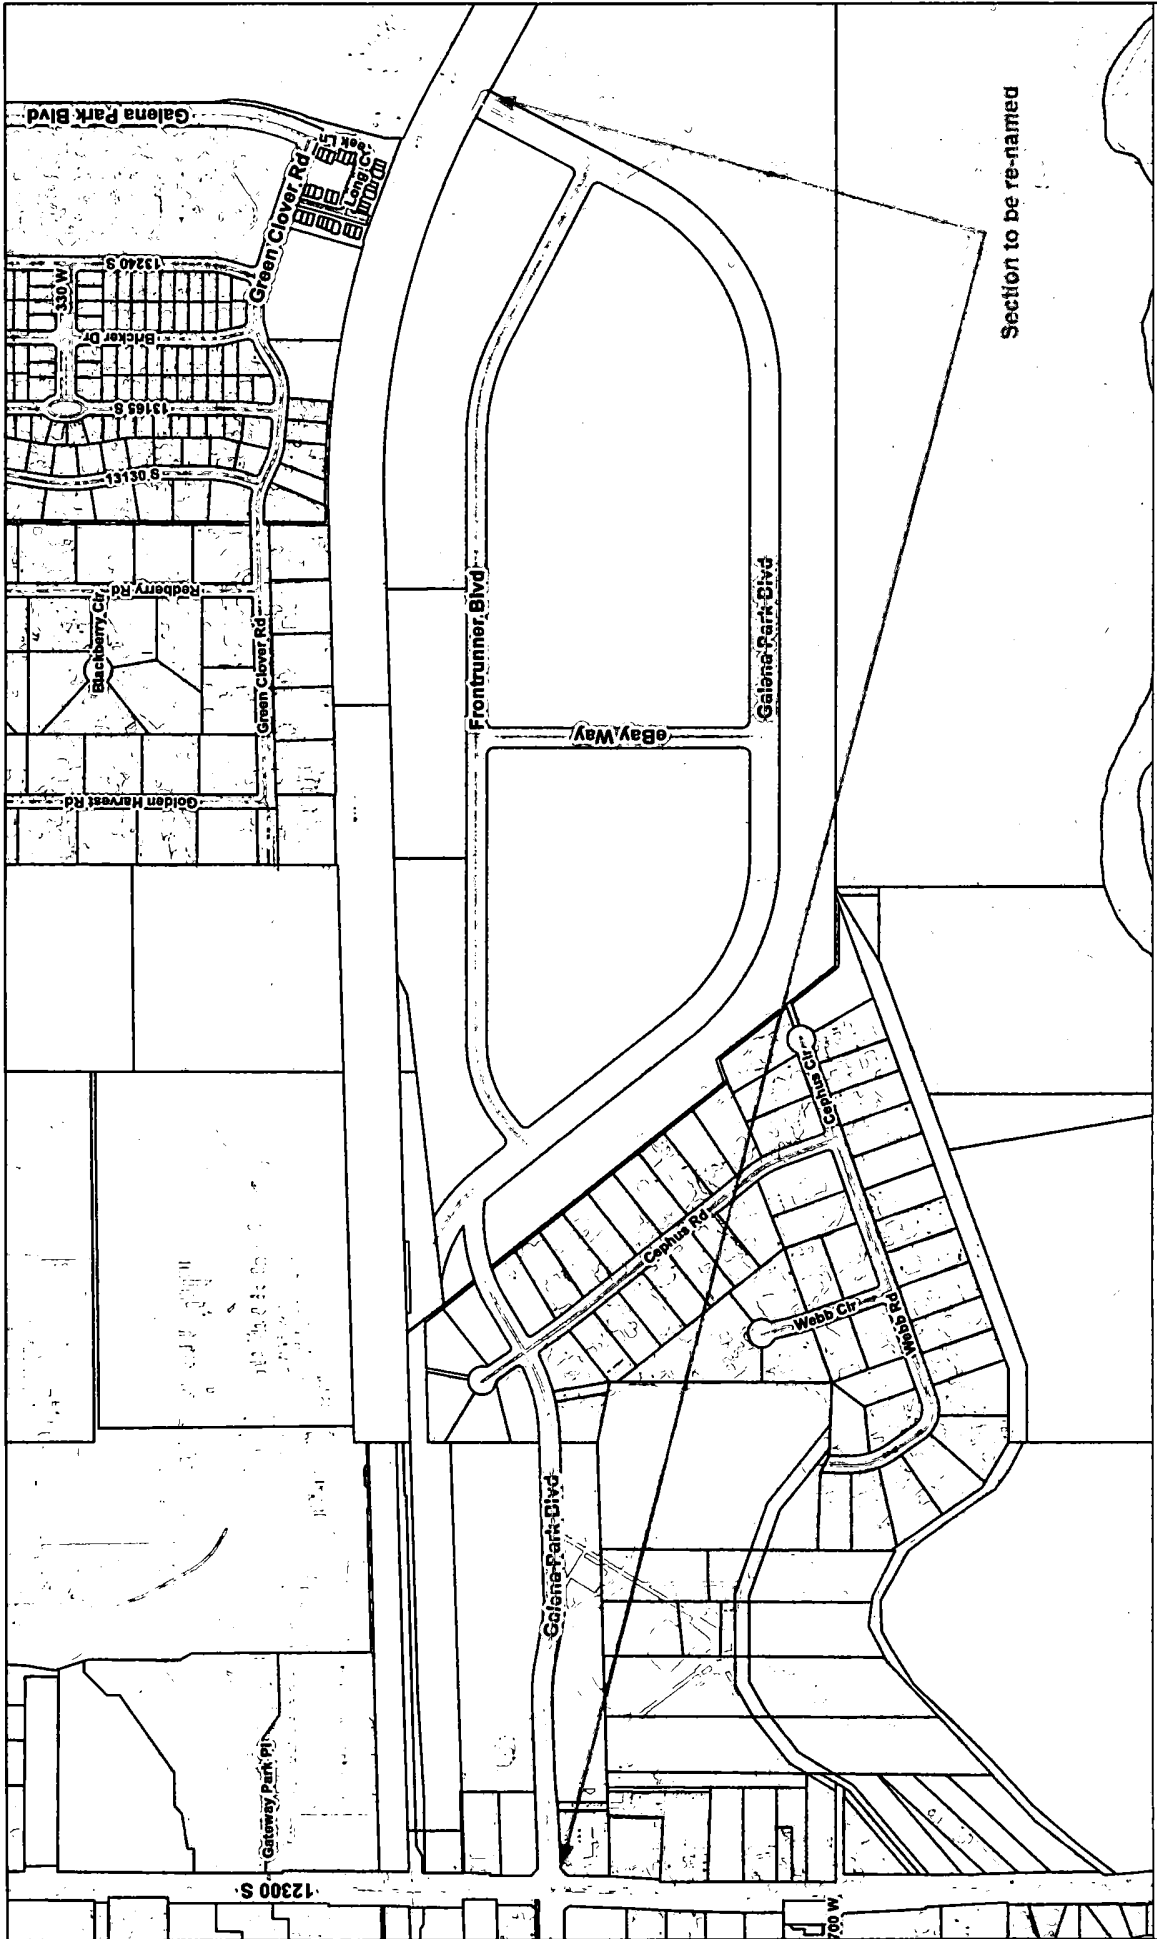 Galena Park Blvd
Green Clover Rd
Long Creek Ln
13240 S
330 W
Bricker Dr
13165 S
13130 S
Redberry Rd
Blackberry Cir
Green Clover Rd
Golden Harvest Rd
Section to be re-named
Frontrunner Blvd
Galena Park Blvd
eBay Way
Cephus Cir
Cephus Rd
Webb Cir
Webb Rd
Galena Park Blvd
Gateway Park Pl
12300 S
700 W